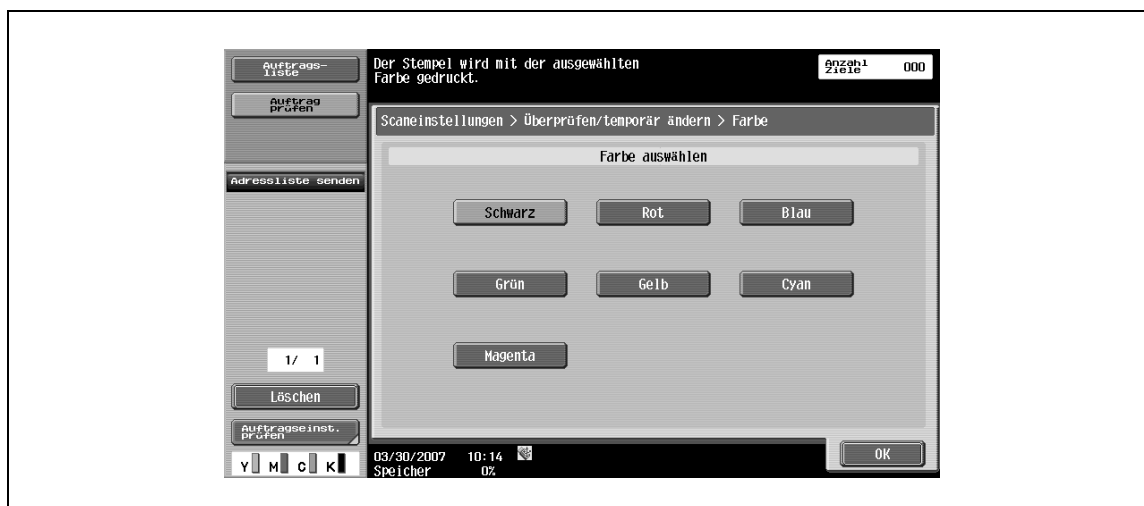 Auftrags-
liste
Auftrag
prüfen
Adressliste senden
1/ 1
Löschen
Auftragseinst.
prüfen
Y M C K
Der Stempel wird mit der ausgewählten
Farbe gedruckt.
Anzahl
Ziele 000
Scaneinstellungen > Überprüfen/temporär ändern > Farbe
Farbe auswählen
Schwarz Rot Blau
Grün Gelb Cyan
Magenta
03/30/2007 10:14
Speicher 0%
OK